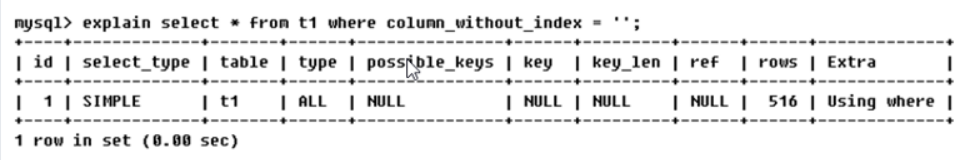 mysql> explain select * from t1 where column_without_index = '';
+----+-------------+-------+------+---------------+------+---------+------+------+-------------+
| id | select_type | table | type | possible_keys | key | key_len | ref | rows | Extra |
+----+-------------+-------+------+---------------+------+---------+------+------+-------------+
| 1 | SIMPLE | t1 | ALL | NULL | NULL | NULL | NULL | 516 | Using where |
+----+-------------+-------+------+---------------+------+---------+------+------+-------------+
1 row in set (0.00 sec)